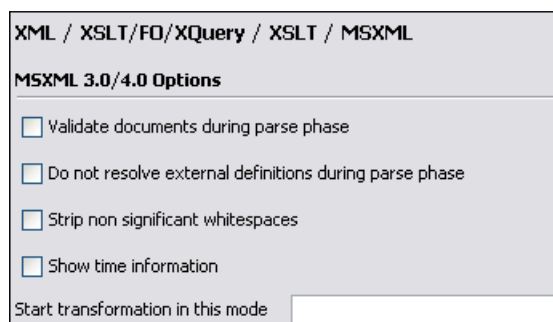 XML / XSLT/FO/XQuery / XSLT / MSXML
MSXML 3.0/4.0 Options
Validate documents during parse phase
Do not resolve external definitions during parse phase
Strip non significant whitespaces
Show time information
Start transformation in this mode